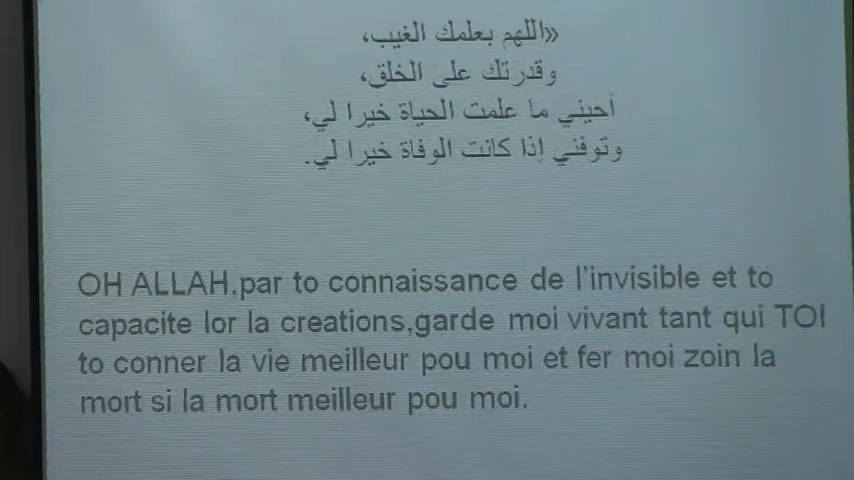 «اللهم بعلمك الغيب،
وقدرتك على الخلق،
أحيني ما علمت الحياة خيرا لي،
وتوفني إذا كانت الوفاة خيرا لي.
OH ALLAH,par to connaissance de l'invisible et to
capacite lor la creations,garde moi vivant tant qui TOI
to conner la vie meilleur pou moi et fer moi zoin la
mort si la mort meilleur pou moi.